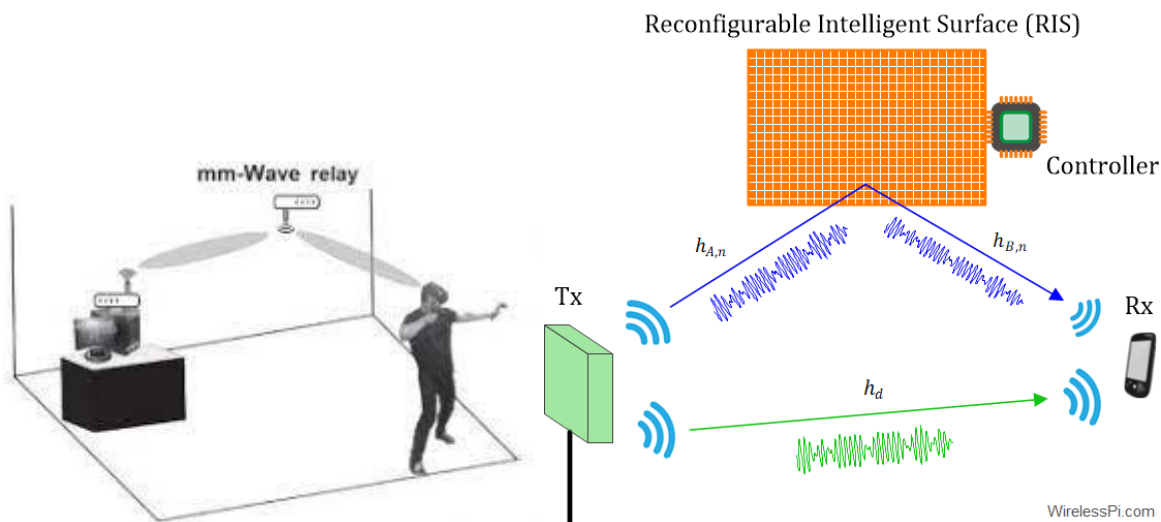 Reconfigurable Intelligent Surface (RIS)
Controller
mm-Wave relay
h_{A,n}
h_{B,n}
Tx
Rx
h_d
WirelessPi.com